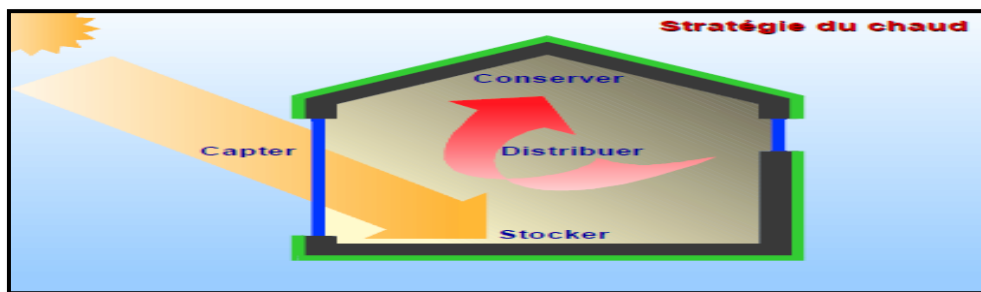 Stratégie du chaud
Conserver
Capter
Distribuer
Stocker